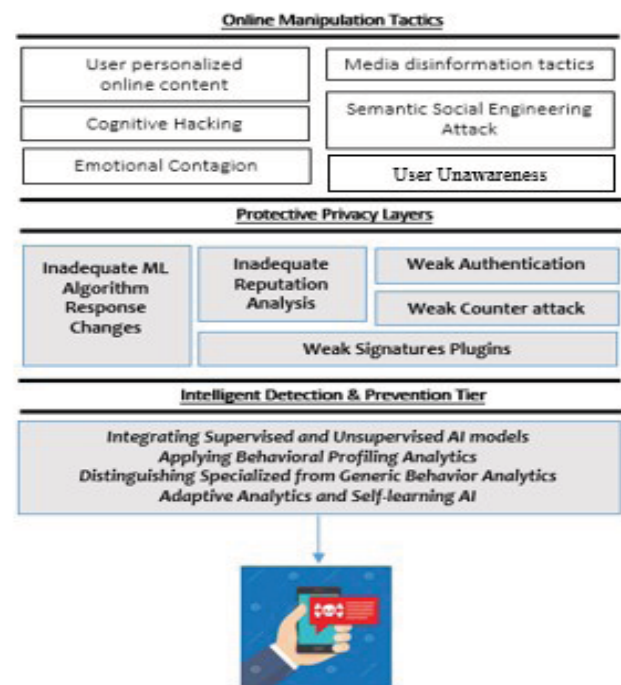 Online Manipulation Tactics
User personalized
online content
Cognitive Hacking
Emotional Contagion
Media disinformation tactics
Semantic Social Engineering
Attack
User Unawareness
Protective Privacy Layers
Inadequate ML
Algorithm
Response
Changes
Inadequate
Reputation
Analysis
Weak Authentication
Weak Counter attack
Weak Signatures Plugins
Intelligent Detection & Prevention Tier
Integrating Supervised and Unsupervised AI models
Applying Behavioral Profiling Analytics
Distinguishing Specialized from Generic Behavior Analytics
Adaptive Analytics and Self-learning AI